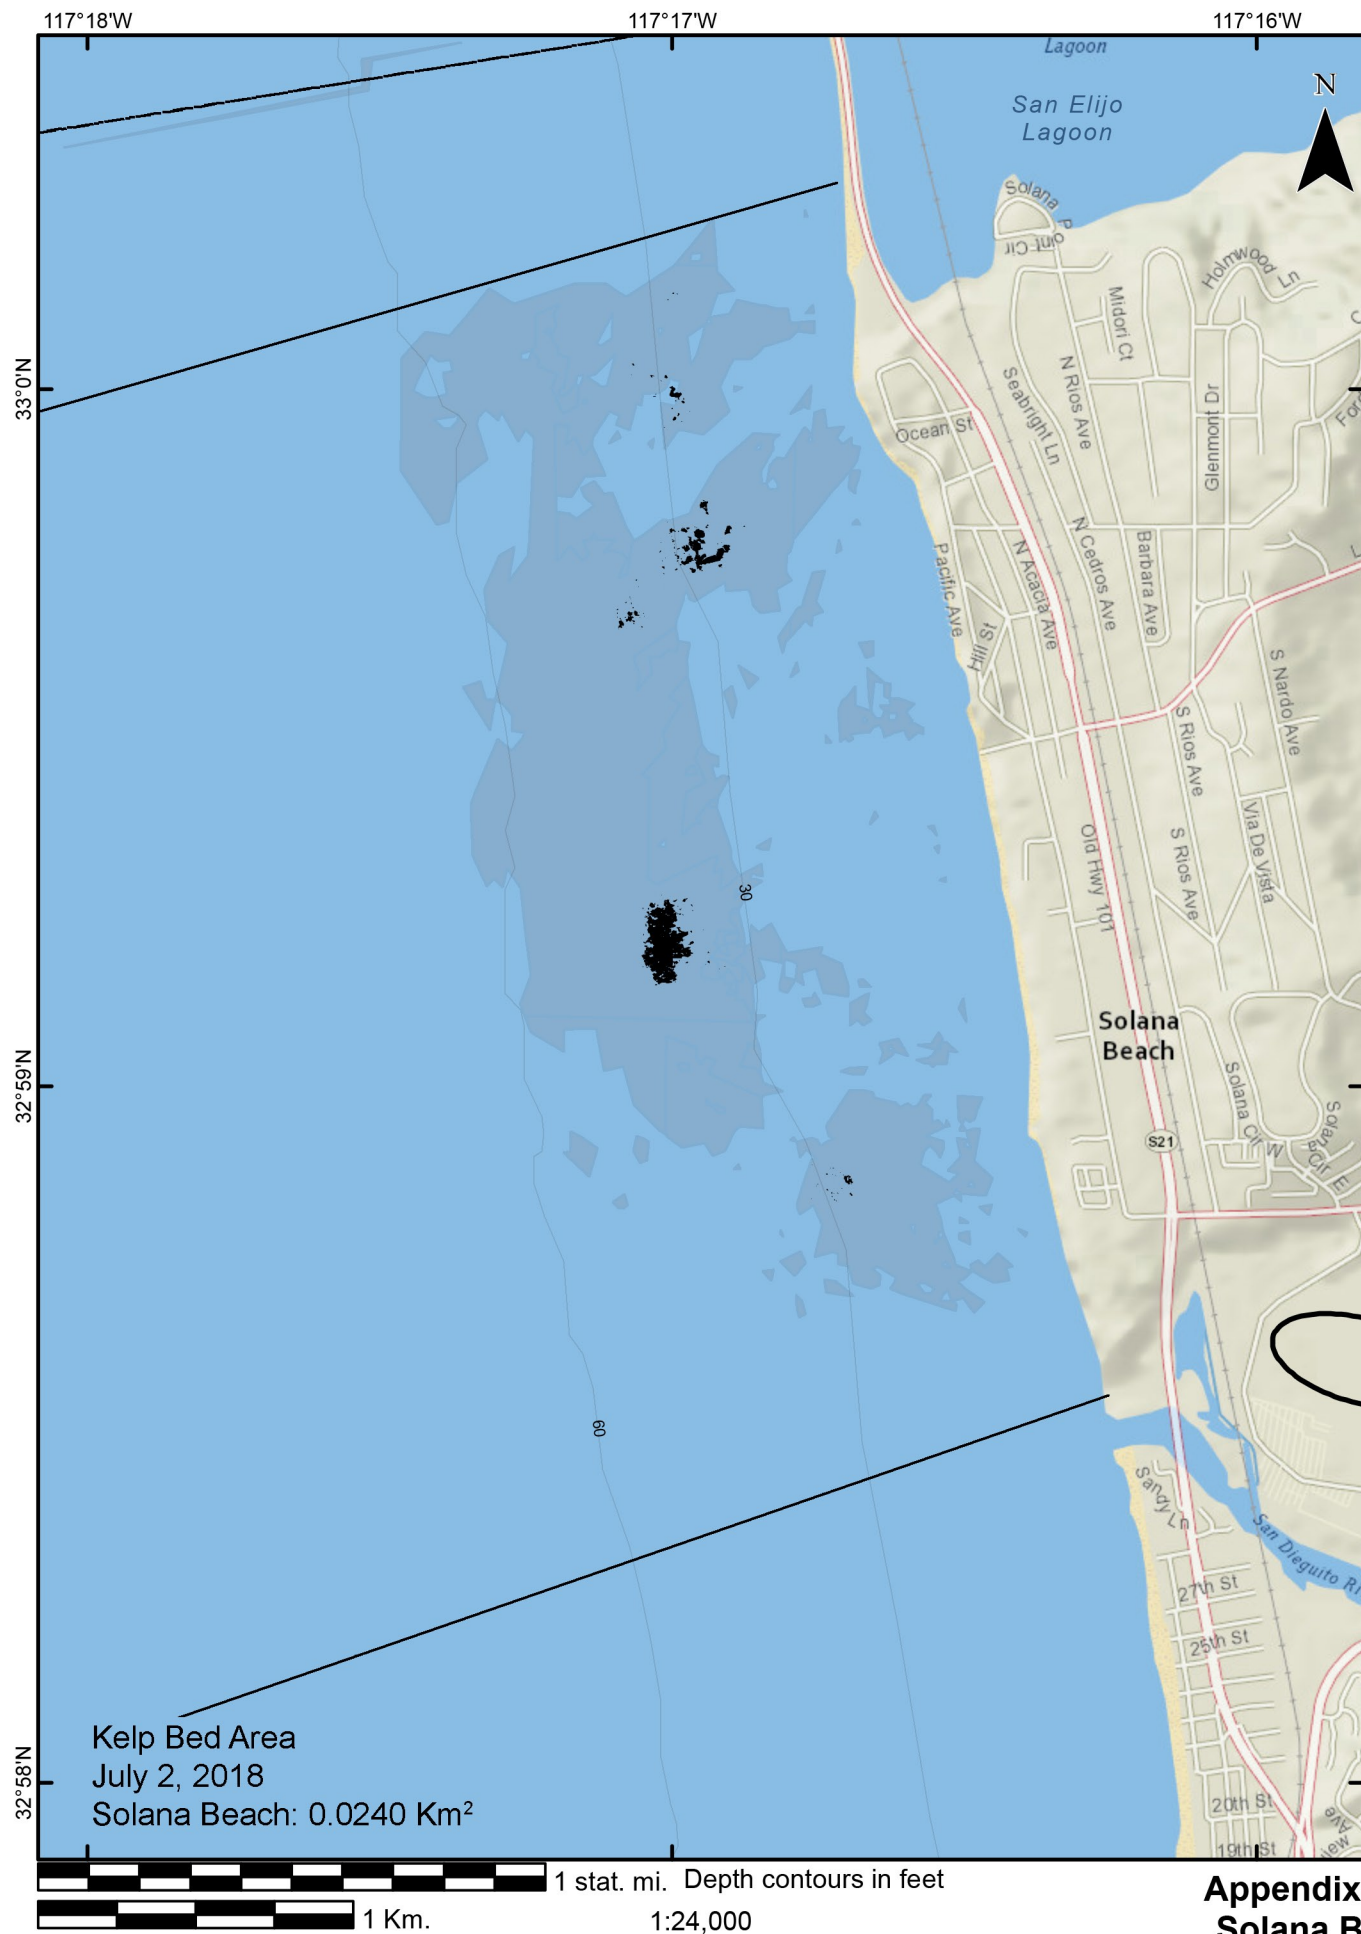 117°18'W
117°17'W
117°16'W
Lagoon
San Elijo
Lagoon
N
Solana Point Cir
Holmwood Ln
Midori Ct
33°0'N
N Rios Ave
Seabright Ln
Glenmont Dr
Ocean St
Pacific Ave
N Acacia Ave
N Cedros Ave
Barbara Ave
Hill St
S Nardo Ave
S Rios Ave
Via De Vista
Old Hwy 101
S Rios Ave
30
Solana
Beach
32°59'N
Solana Cir W
Solana Cir E
S21
60
Sandy Ln
San Dieguito
27th St
25th St
Kelp Bed Area
July 2, 2018
Solana Beach: 0.0240 Km²
32°58'N
20th St
19th St
Ave
1 stat. mi.
Depth contours in feet
1 Km.
1:24,000
Appendix
Solana B